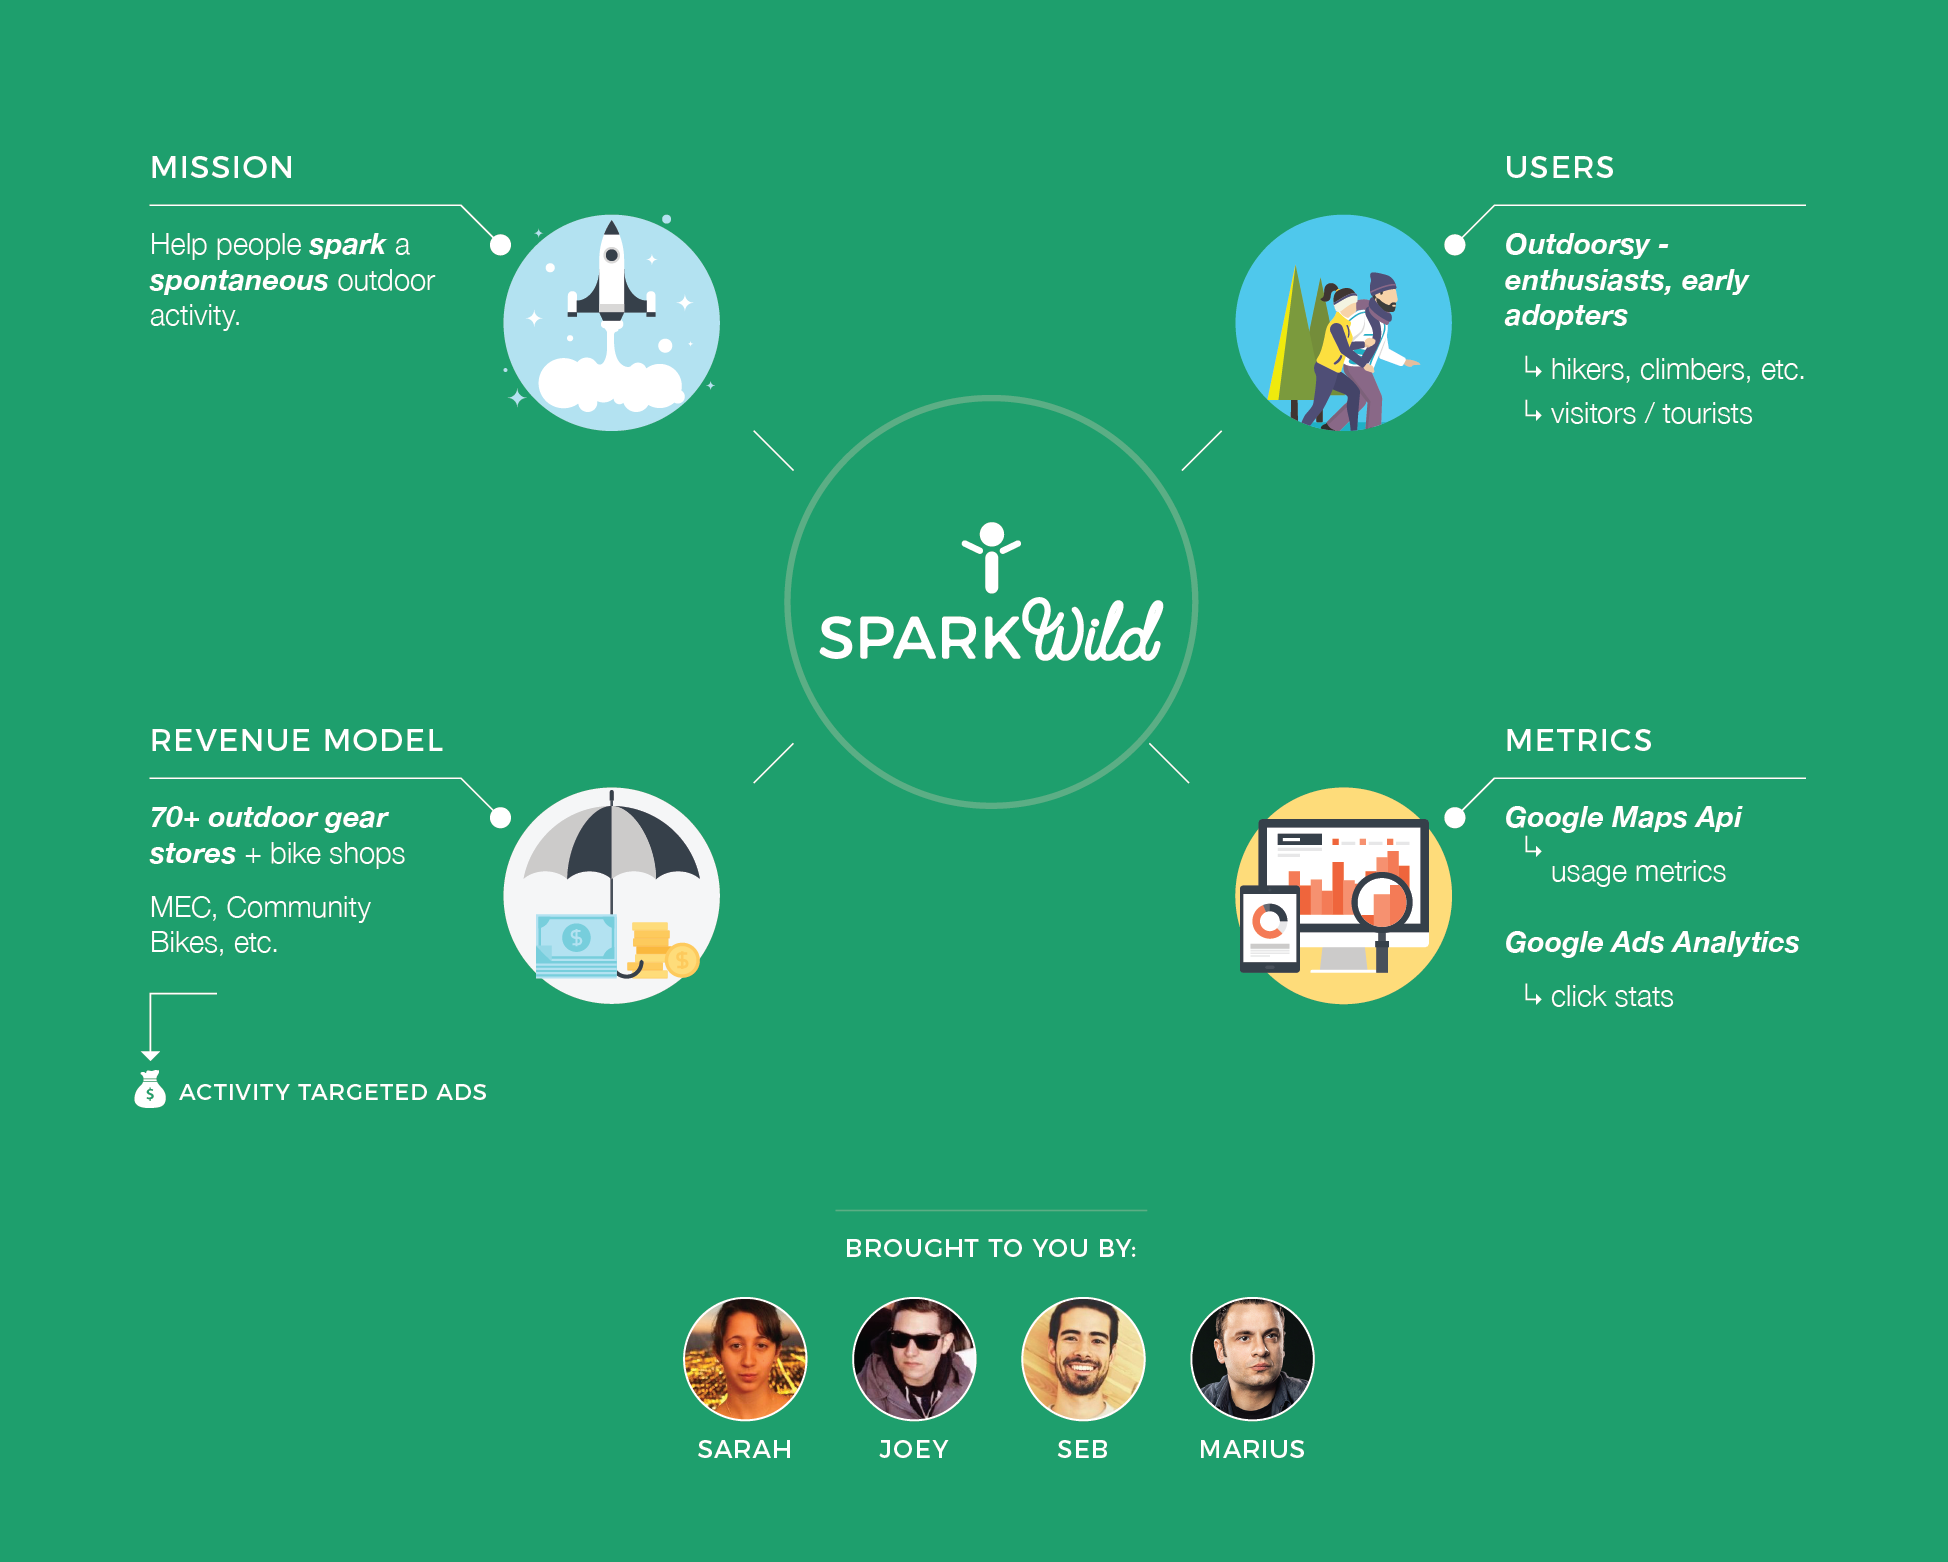 MISSION
Help people spark a
spontaneous outdoor
activity.
USERS
Outdoorsy -
enthusiasts, early
adopters
hikers, climbers, etc.
visitors / tourists
SPARKWild
REVENUE MODEL
70+ outdoor gear
stores + bike shops
MEC, Community
Bikes, etc.
$
$
$
ACTIVITY TARGETED ADS
METRICS
Google Maps Api
usage metrics
Google Ads Analytics
click stats
BROUGHT TO YOU BY:
SARAH
JOEY
SEB
MARIUS